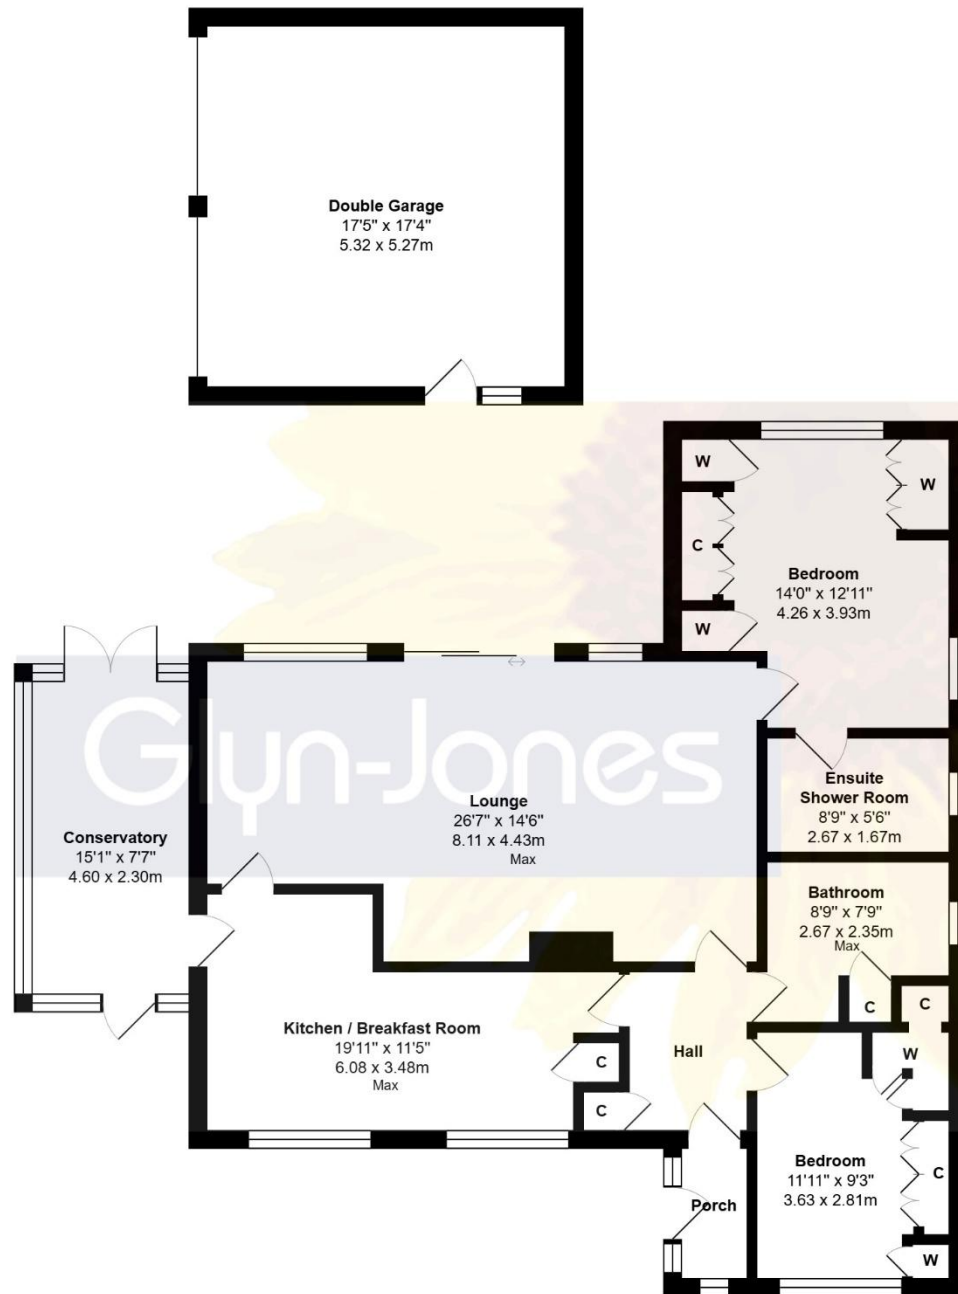 Double Garage
17'5" x 17'4"
5.32 x 5.27m
W
W
C
Bedroom
14'0" x 12'11"
4.26 x 3.93m
W
Glyn-Jones
Ensuite
Shower Room
8'9" x 5'6"
2.67 x 1.67m
Lounge
26'7" x 14'6"
8.11 x 4.43m
Max
Conservatory
15'1" x 7'7"
4.60 x 2.30m
Bathroom
8'9" x 7'9"
2.67 x 2.35m
Max
C
C
Kitchen / Breakfast Room
19'11" x 11'5"
6.08 x 3.48m
Max
Hall
W
C
C
Bedroom
11'11" x 9'3"
3.63 x 2.81m
C
Porch
W